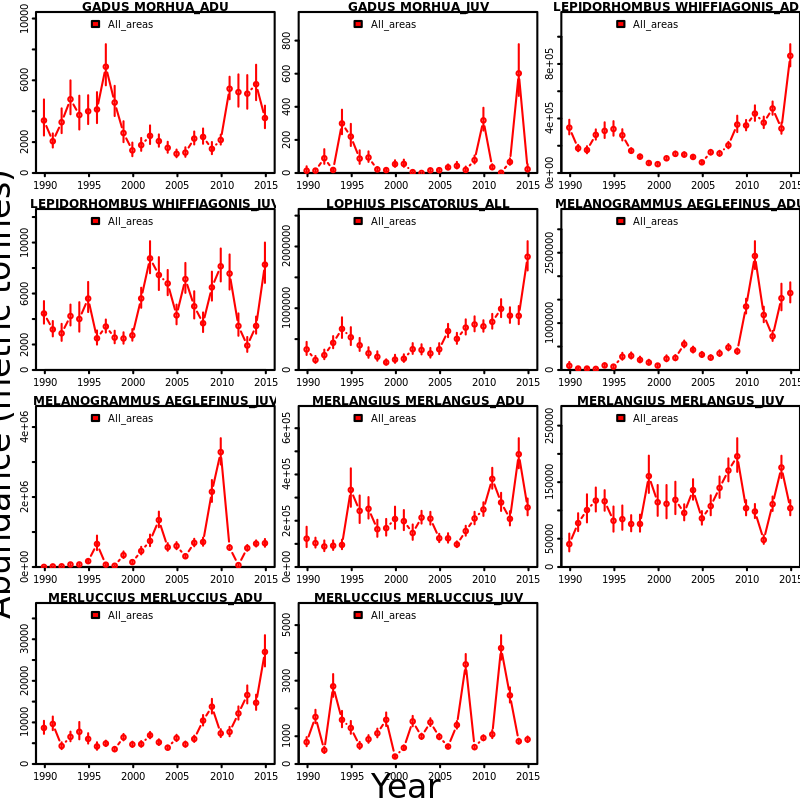 GADUS MORHUA_ADU
All_areas
0 2000 6000 10000
1990 1995 2000 2005 2010 2015
GADUS MORHUA_JUV
All_areas
0 200 400 600 800
1990 1995 2000 2005 2010 2015
LEPIDORHOMBUS WHIFFIAGONIS_AD
All_areas
0e+00 4e+05 8e+05
1990 1995 2000 2005 2010 2015
LEPIDORHOMBUS WHIFFIAGONIS_JUV
All_areas
0 2000 6000 10000
1990 1995 2000 2005 2010 2015
LOPHIUS PISCATORIUS_ALL
All_areas
0 1000000 2000000
1990 1995 2000 2005 2010 2015
MELANOGRAMMUS AEGLEFINUS_ADU
All_areas
0 1000000 2500000
1990 1995 2000 2005 2010 2015
MELANOGRAMMUS AEGLEFINUS_JUV
All_areas
0e+00 2e+06 4e+06
1990 1995 2000 2005 2010 2015
MERLANGIUS MERLANGUS_ADU
All_areas
0e+00 2e+05 4e+05 6e+05
1990 1995 2000 2005 2010 2015
MERLANGIUS MERLANGUS_JUV
All_areas
0 50000 150000 250000
1990 1995 2000 2005 2010 2015
MERLUCCIUS MERLUCCIUS_ADU
All_areas
0 10000 20000 30000
1990 1995 2000 2005 2010 2015
MERLUCCIUS MERLUCCIUS_JUV
All_areas
0 1000 3000 5000
1990 1995 2000 2005 2010 2015
Abundance (metric tonnes)
Year